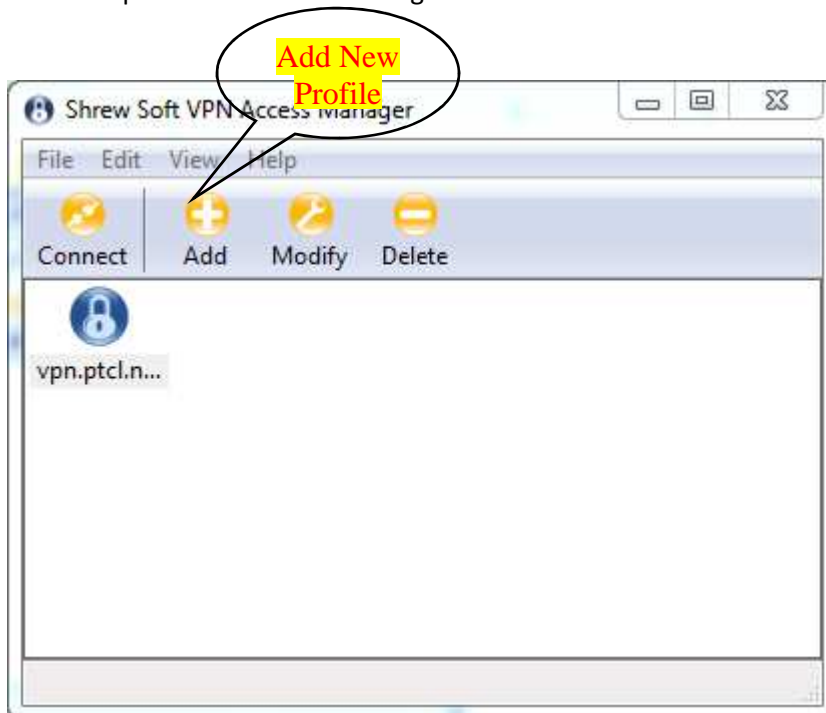 Add New
Profile
Shrew Soft VPN Access Manager
File Edit View Help
Connect Add Modify Delete
vpn.ptcl.n...